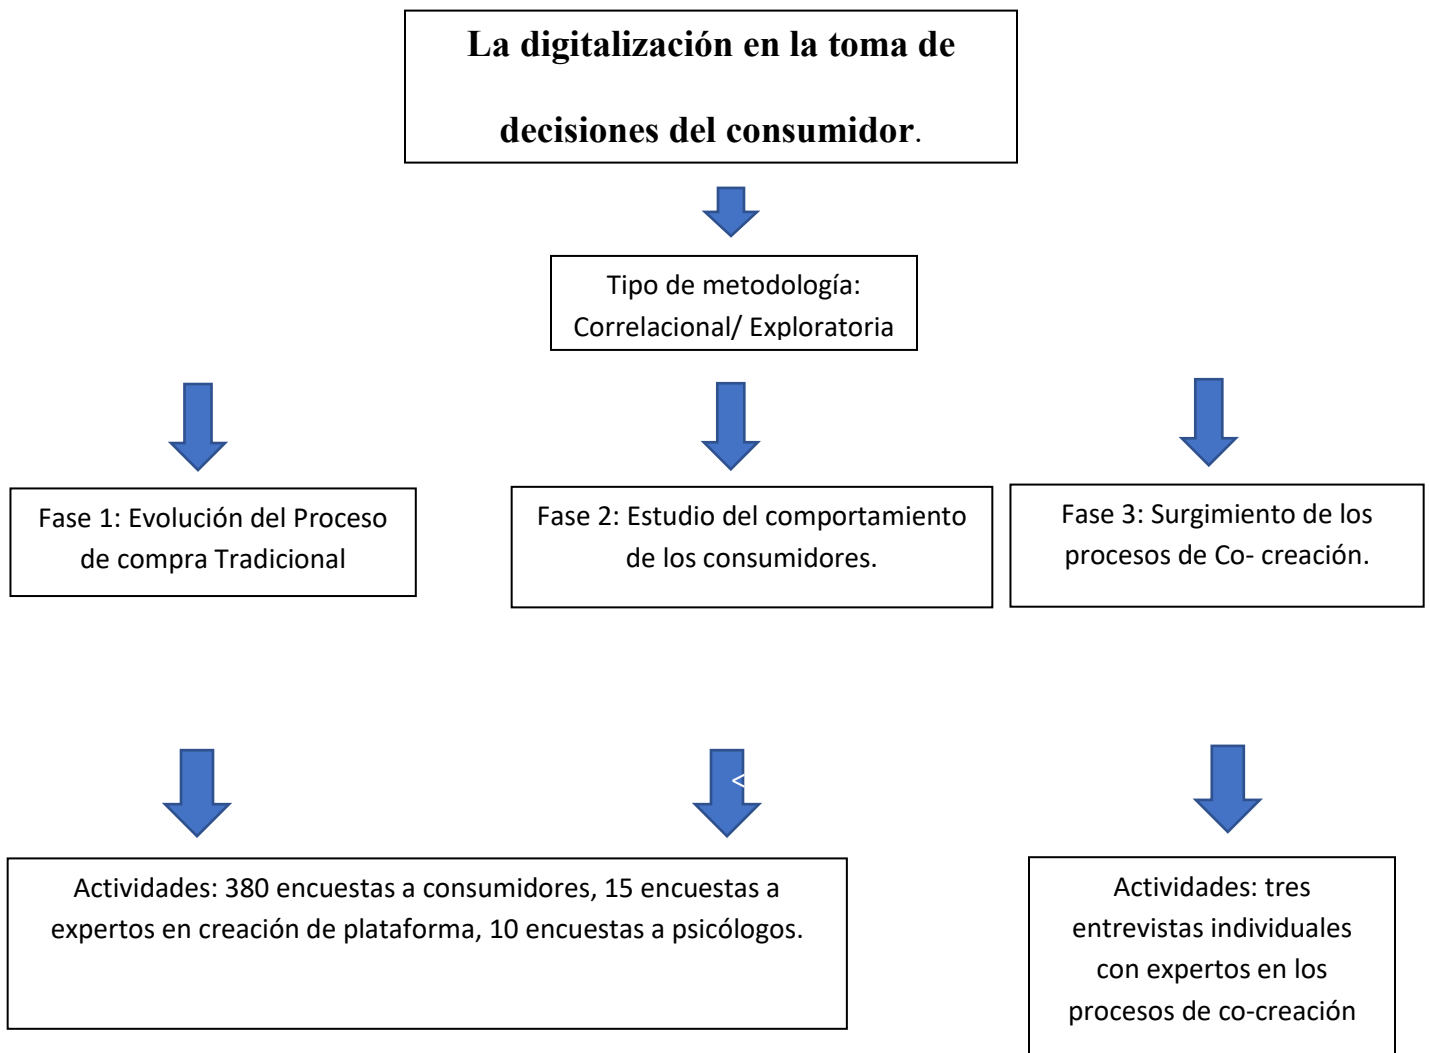 La digitalización en la toma de
decisiones del consumidor.
Tipo de metodología:
Correlacional/ Exploratoria
Fase 1: Evolución del Proceso
de compra Tradicional
Fase 2: Estudio del comportamiento
de los consumidores.
Fase 3: Surgimiento de los
procesos de Co- creación.
<
Actividades: 380 encuestas a consumidores, 15 encuestas a
expertos en creación de plataforma, 10 encuestas a psicólogos.
Actividades: tres
entrevistas individuales
con expertos en los
procesos de co-creación